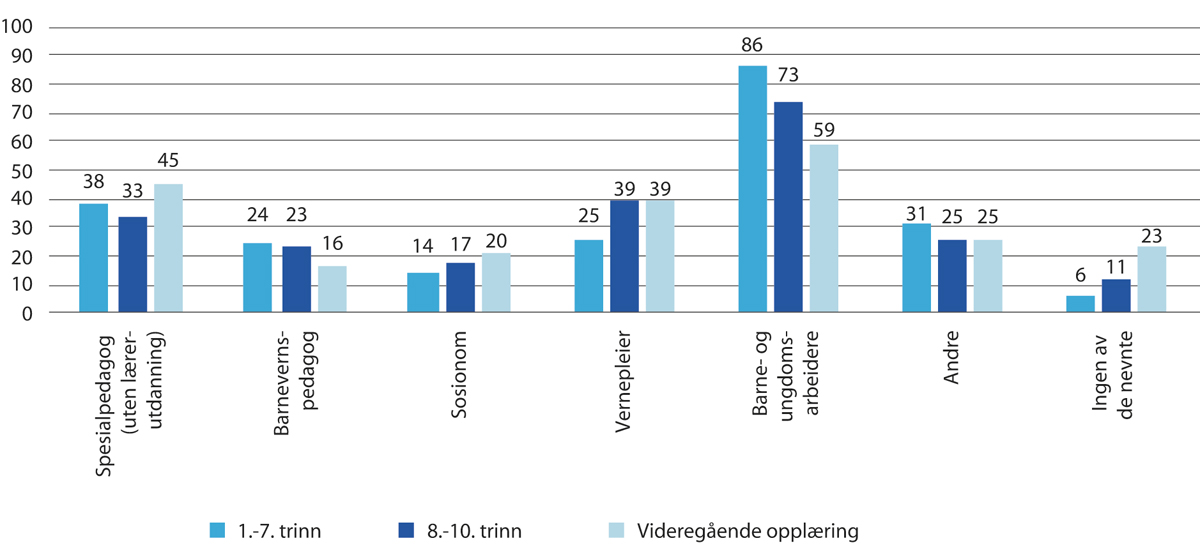 100
90
80
70
60
50
40
30
20
10
0
38
33
45
24
23
16
14
17
20
25
39
39
86
73
59
31
25
25
6
11
23
Spesialpedagog
(uten lærer-
utdanning)
Barneverns-
pedagog
Sosionom
Vernepleier
Barne- og
ungdoms-
arbeidere
Andre
Ingen av
de nevnte
1.-7. trinn
8.-10. trinn
Videregående opplæring